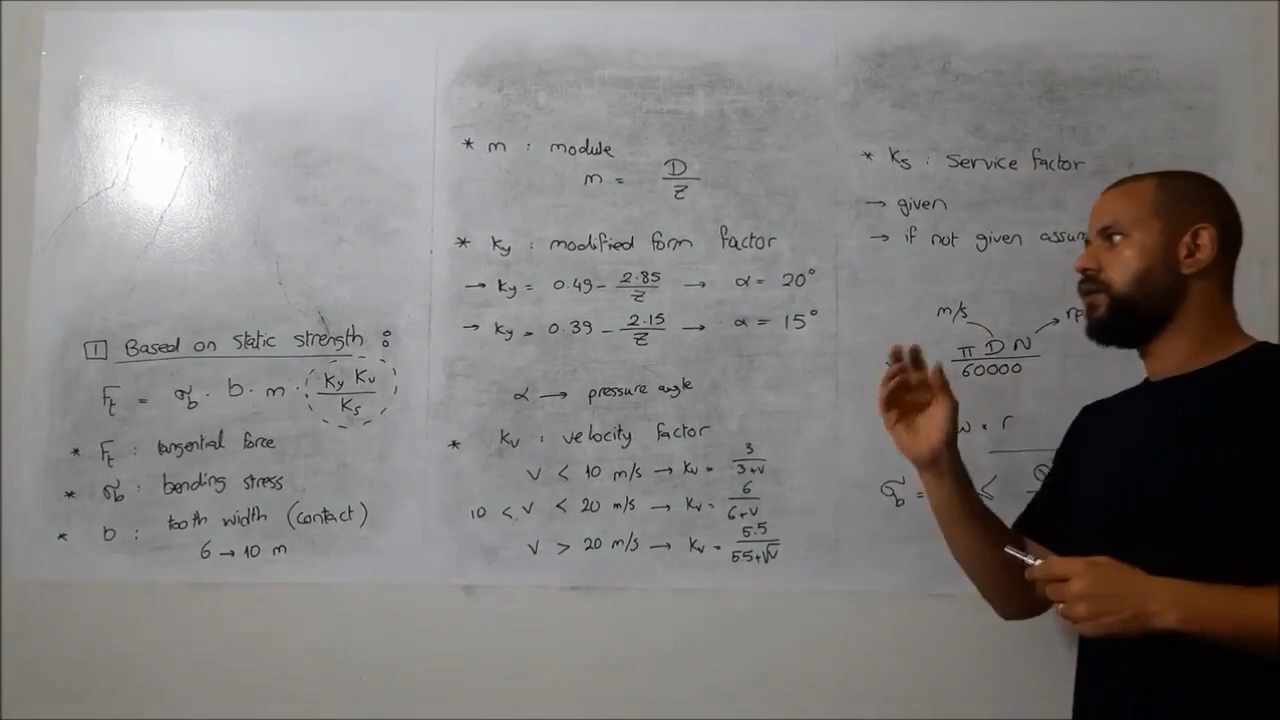 1 Based on static strength :
Ft = σb · b · m · (Ky Kv / Ks)
* Ft : tangential force
* σb : bending stress
* b : tooth width (contact)
6 → 10 m
* m : module
m = D / Z
* Ky : modified form factor
→ Ky = 0.49 - 2.85 / Z → α = 20°
→ Ky = 0.39 - 2.15 / Z → α = 15°
α → pressure angle
* Kv : velocity factor
V < 10 m/s → Kv = 3 / 3+V
10 < V < 20 m/s → Kv = 6 / 6+V
V > 20 m/s → Kv = 5.5 / 5.5+√V
* Ks : Service factor
→ given
→ if not given
m/s
π D N / 60000
ω · r
σb = ≤